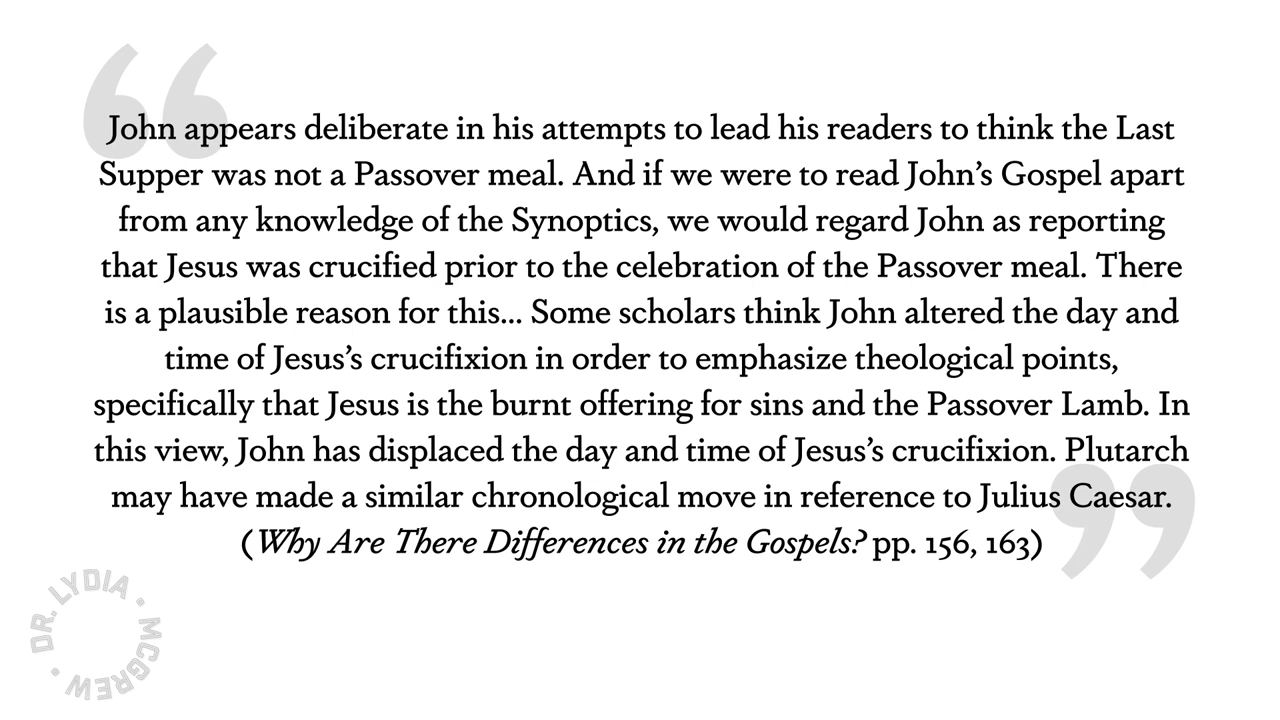 John appears deliberate in his attempts to lead his readers to think the Last
Supper was not a Passover meal. And if we were to read John’s Gospel apart
from any knowledge of the Synoptics, we would regard John as reporting
that Jesus was crucified prior to the celebration of the Passover meal. There
is a plausible reason for this... Some scholars think John altered the day and
time of Jesus’s crucifixion in order to emphasize theological points,
specifically that Jesus is the burnt offering for sins and the Passover Lamb. In
this view, John has displaced the day and time of Jesus’s crucifixion. Plutarch
may have made a similar chronological move in reference to Julius Caesar.
(Why Are There Differences in the Gospels? pp. 156, 163)
DR. LYDIA • MCGREW •